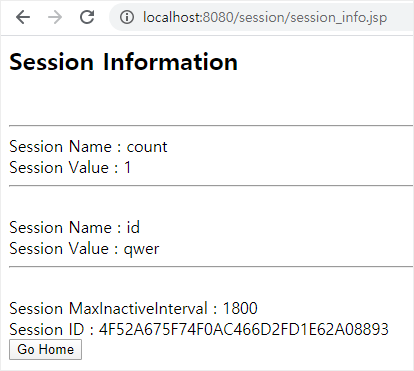 localhost:8080/session/session_info.jsp
Session Information
Session Name : count
Session Value : 1
Session Name : id
Session Value : qwer
Session MaxInactiveInterval : 1800
Session ID : 4F52A675F74F0AC466D2FD1E62A08893
Go Home